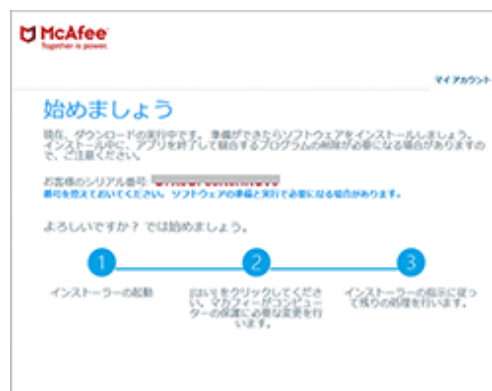 McAfee
Together is power.
マイ アカウント
始めましょう
現在、ダウンロードの実行中です。準備ができたらソフトウェアをインストールしましょう。
インストール中に、アプリを終了して競合するプログラムの削除が必要になる場合がありますの
で、ご注意ください。
お客様のシリアル番号:
番号を控えておいてください。ソフトウェアの準備と実行で必要になる場合があります。
よろしいですか? では始めましょう。
1
2
3
インストーラーの起動
[はい] をクリックしてくださ
い。マカフィーがコンピュー
ターの保護に必要な変更を行
います。
インストーラーの指示に従っ
て残りの処理を行います。